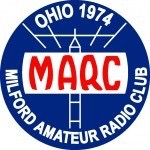 OHIO 1974
MARC
MILFORD AMATEUR RADIO CLUB